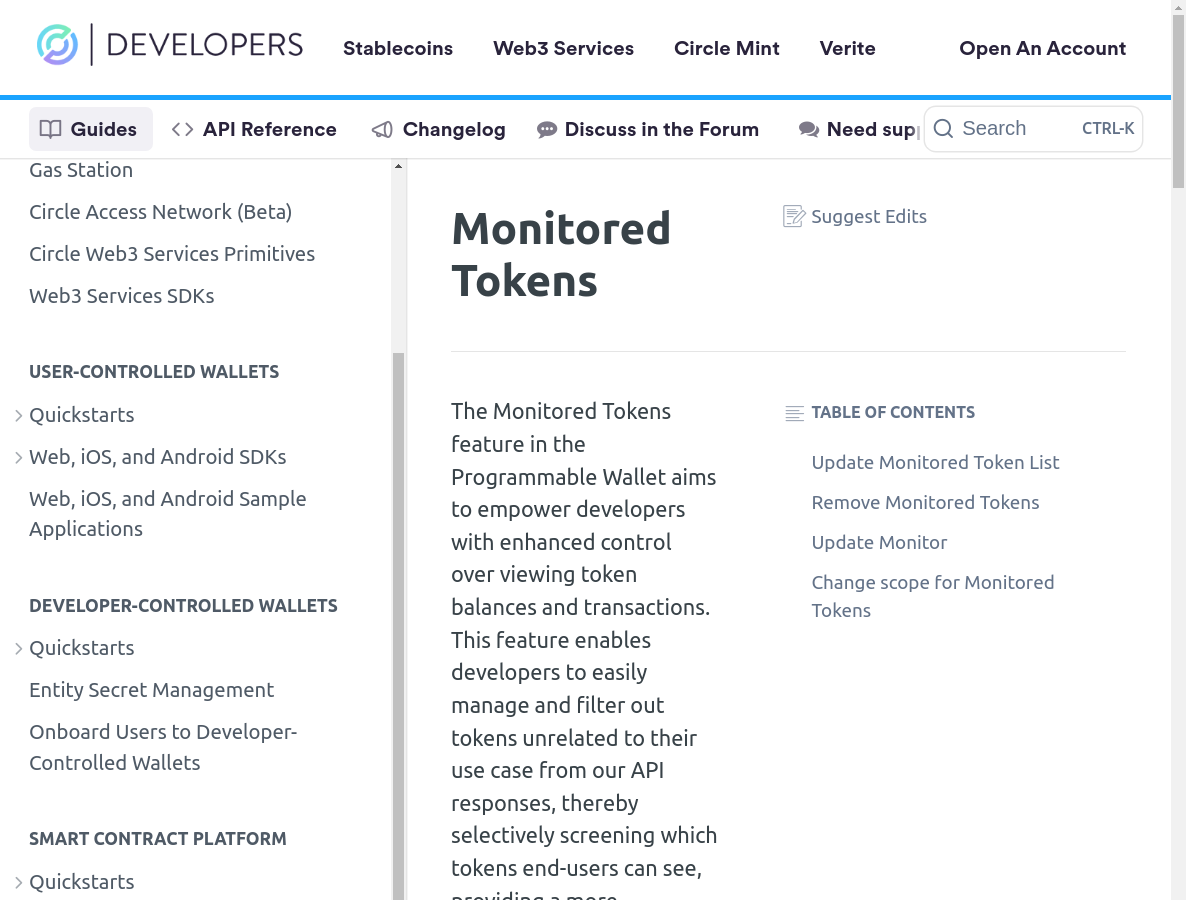 DEVELOPERS
Stablecoins
Web3 Services
Circle Mint
Verite
Open An Account
Guides
API Reference
Changelog
Discuss in the Forum
Need sup
Search
CTRL-K
Gas Station
Circle Access Network (Beta)
Circle Web3 Services Primitives
Web3 Services SDKs
USER-CONTROLLED WALLETS
Quickstarts
Web, iOS, and Android SDKs
Web, iOS, and Android Sample
Applications
DEVELOPER-CONTROLLED WALLETS
Quickstarts
Entity Secret Management
Onboard Users to Developer-
Controlled Wallets
SMART CONTRACT PLATFORM
Quickstarts
Monitored
Tokens
Suggest Edits
The Monitored Tokens
feature in the
Programmable Wallet aims
to empower developers
with enhanced control
over viewing token
balances and transactions.
This feature enables
developers to easily
manage and filter out
tokens unrelated to their
use case from our API
responses, thereby
selectively screening which
tokens end-users can see,
providing a more
TABLE OF CONTENTS
Update Monitored Token List
Remove Monitored Tokens
Update Monitor
Change scope for Monitored
Tokens